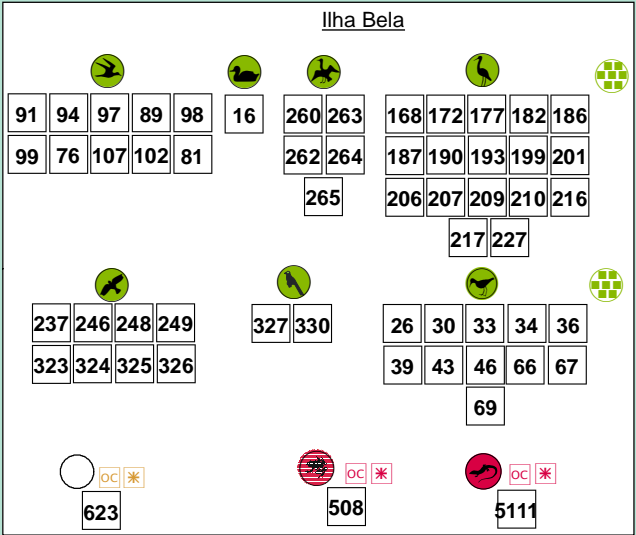 Ilha Bela
91 94 97 89 98
99 76 107 102 81
16
260 263
262 264
265
168 172 177 182 186
187 190 193 199 201
206 207 209 210 216
217 227
237 246 248 249
323 324 325 326
327 330
26 30 33 34 36
39 43 46 66 67
69
OC
623
OC
508
OC
5111